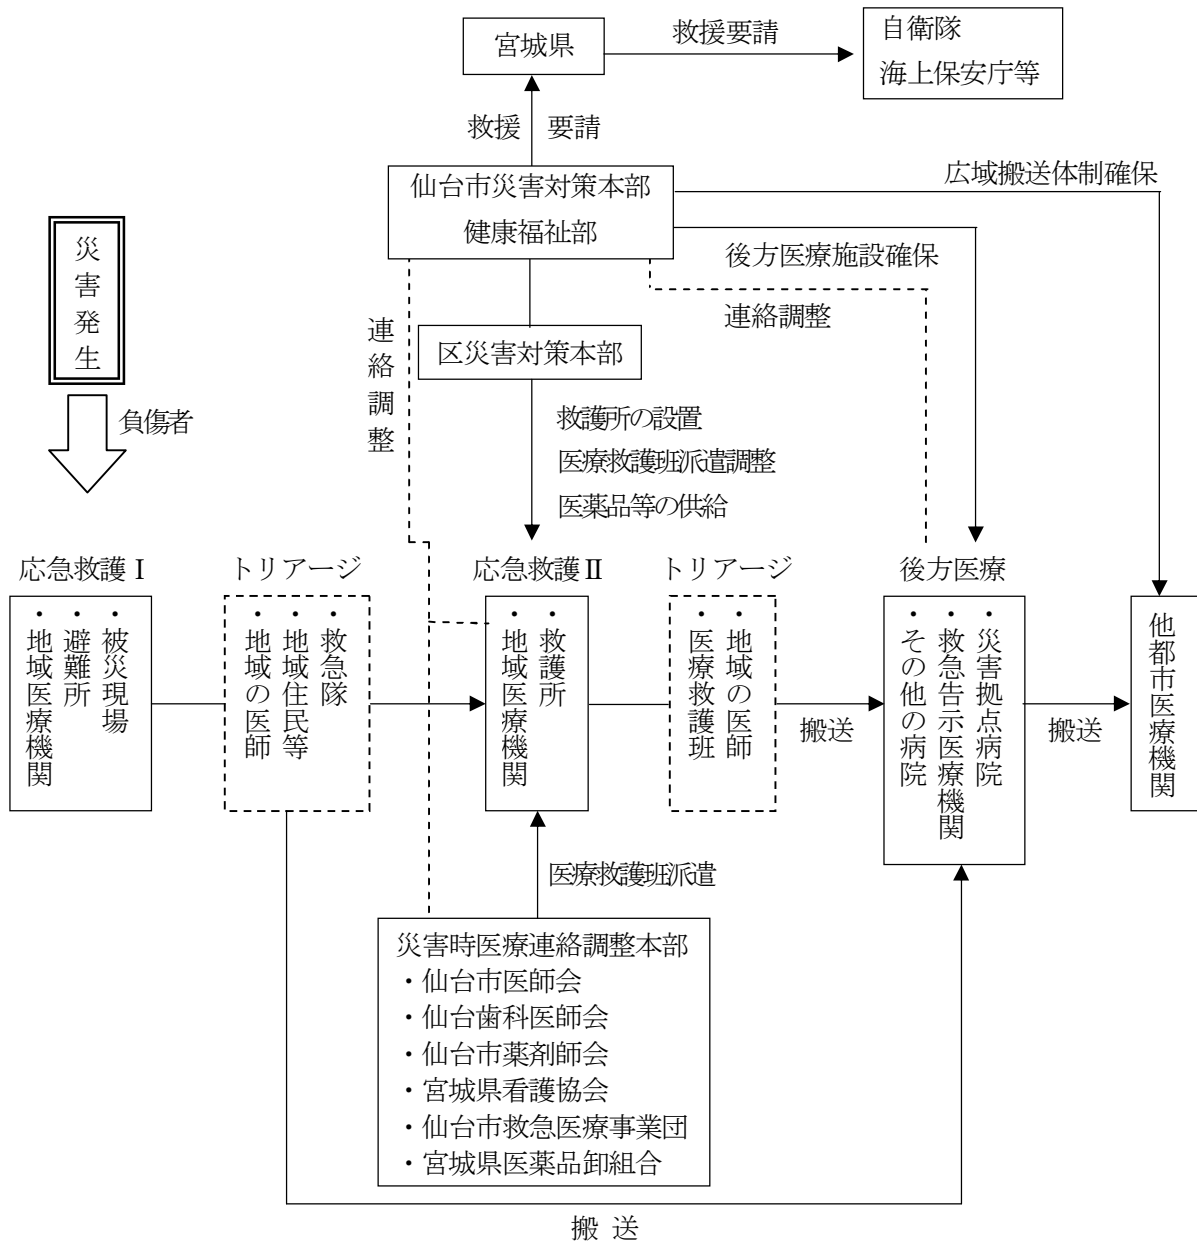 宮城県
救援要請
自衛隊
海上保安庁等
救援 要請
仙台市災害対策本部
健康福祉部
広域搬送体制確保
後方医療施設確保
連絡調整
災害発生
負傷者
連絡調整
区災害対策本部
救護所の設置
医療救護班派遣調整
医薬品等の供給
応急救護Ⅰ
・被災現場
・避難所
・地域医療機関
トリアージ
・救急隊
・地域住民等
・地域の医師
応急救護Ⅱ
・救護所
・地域医療機関
トリアージ
・地域の医師
・医療救護班
搬送
後方医療
・災害拠点病院
・救急告示医療機関
・その他の病院
搬送
他都市医療機関
医療救護班派遣
災害時医療連絡調整本部
・仙台市医師会
・仙台歯科医師会
・仙台市薬剤師会
・宮城県看護協会
・仙台市救急医療事業団
・宮城県医薬品卸組合
搬 送